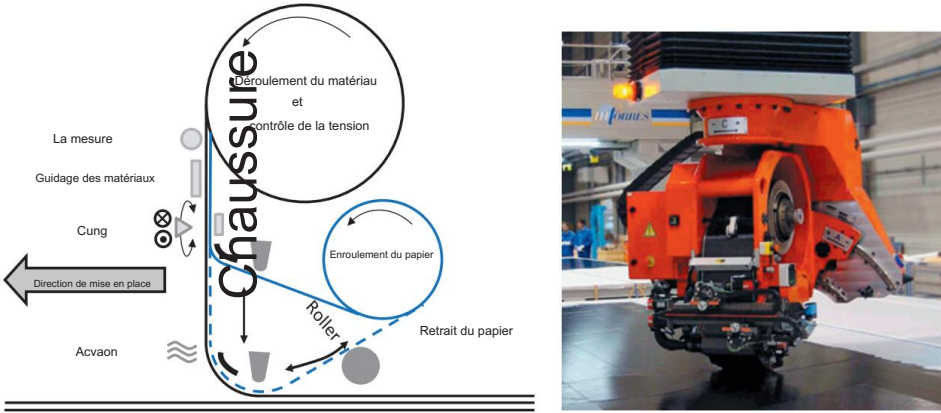 Déroulement du matériau
et
contrôle de la tension
Chaussure
La mesure
Guidage des matériaux
Cung
Enroulement du papier
Direction de mise en place
Roller
Retrait du papier
Acvaon
MTORRES
- C +
A